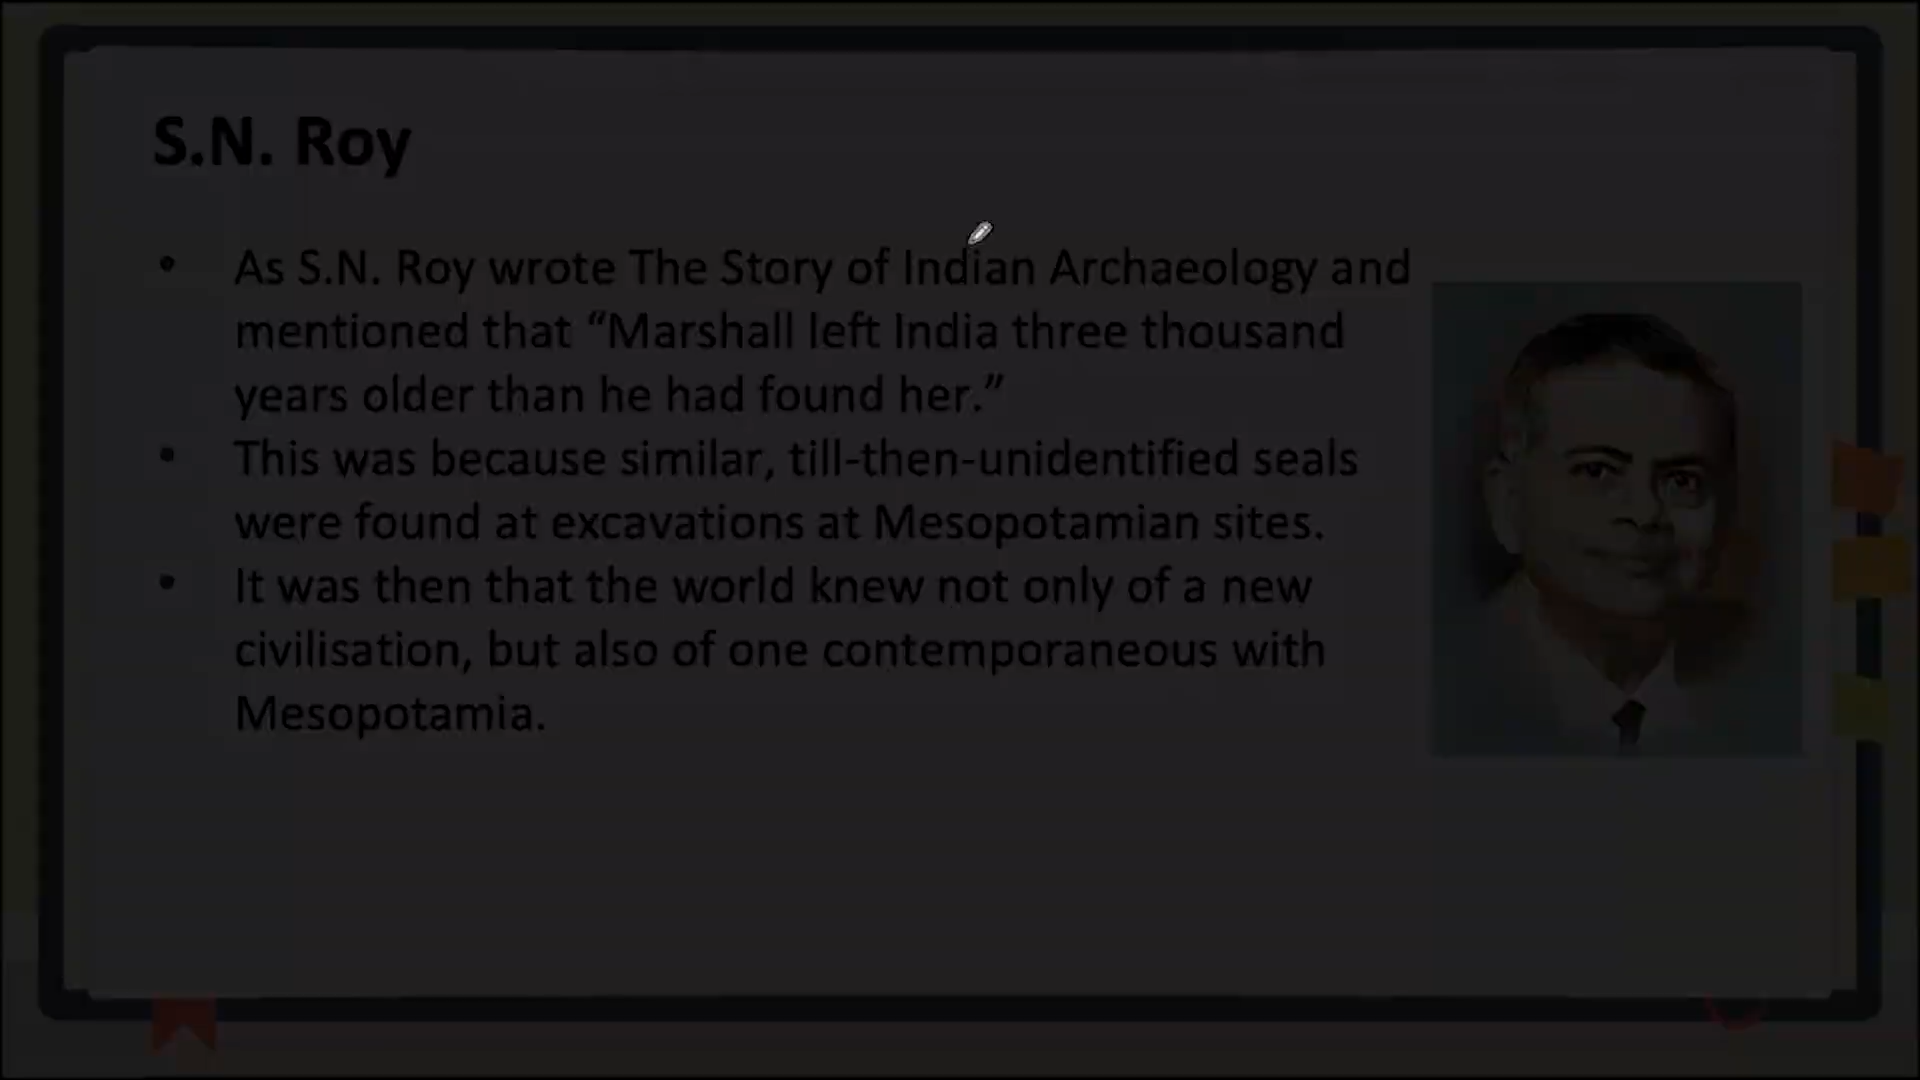 S.N. Roy
• As S.N. Roy wrote The Story of Indian Archaeology and
mentioned that “Marshall left India three thousand
years older than he had found her.”
• This was because similar, till-then-unidentified seals
were found at excavations at Mesopotamian sites.
• It was then that the world knew not only of a new
civilisation, but also of one contemporaneous with
Mesopotamia.